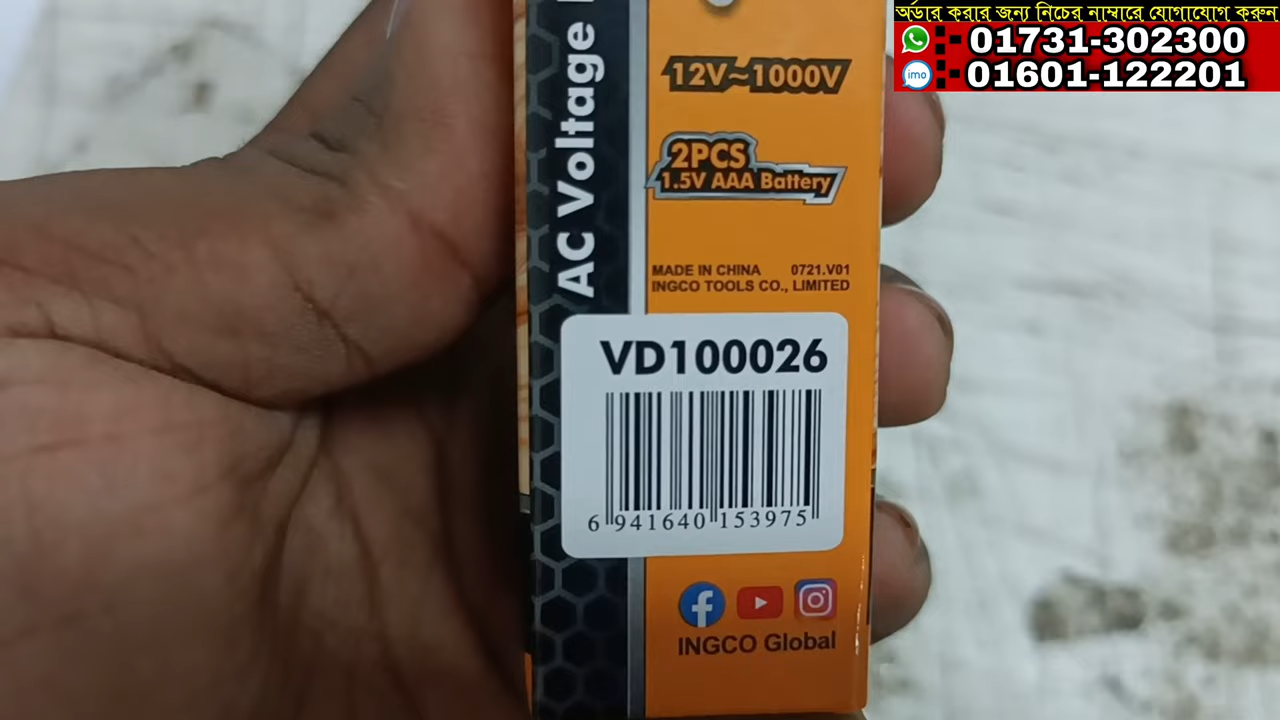 অর্ডার করার জন্য নিচের নাম্বারে যোগাযোগ করুন
01731-302300
imo
01601-122201
AC Voltage
12V~1000V
2PCS
1.5V AAA Battery
MADE IN CHINA 0721.V01
INGCO TOOLS CO., LIMITED
VD100026
6 941640 153975
INGCO Global